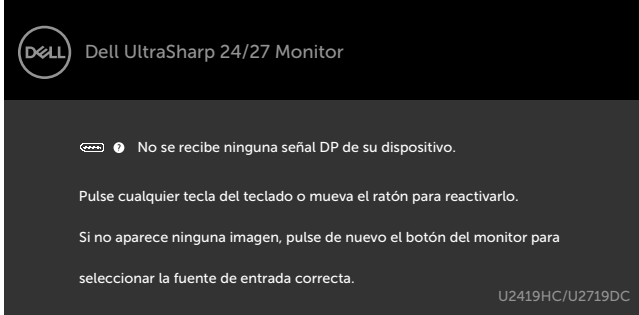 DELL
Dell UltraSharp 24/27 Monitor
? No se recibe ninguna señal DP de su dispositivo.
Pulse cualquier tecla del teclado o mueva el ratón para reactivarlo.
Si no aparece ninguna imagen, pulse de nuevo el botón del monitor para
seleccionar la fuente de entrada correcta.
U2419HC/U2719DC